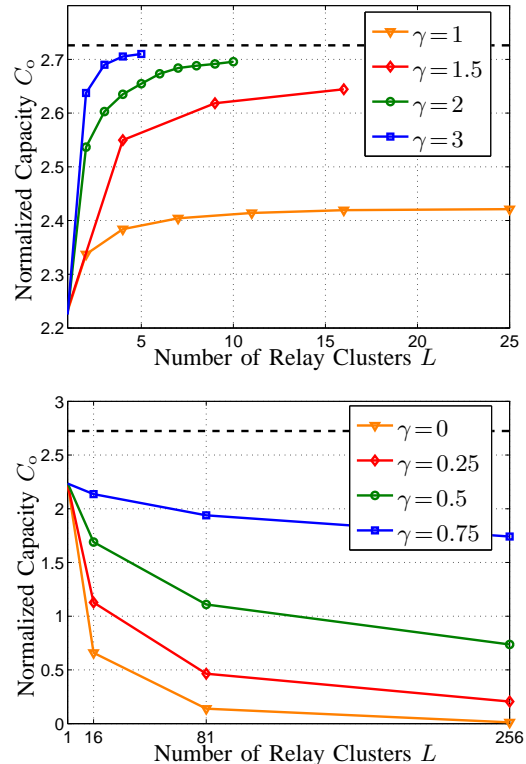 2.7
2.6
2.5
2.4
2.3
2.2
5
10
15
20
25
Normalized Capacity Cₒ
Number of Relay Clusters L
γ=1
γ=1.5
γ=2
γ=3
3
2.5
2
1.5
1
0.5
0
1
16
81
256
Normalized Capacity Cₒ
Number of Relay Clusters L
γ=0
γ=0.25
γ=0.5
γ=0.75